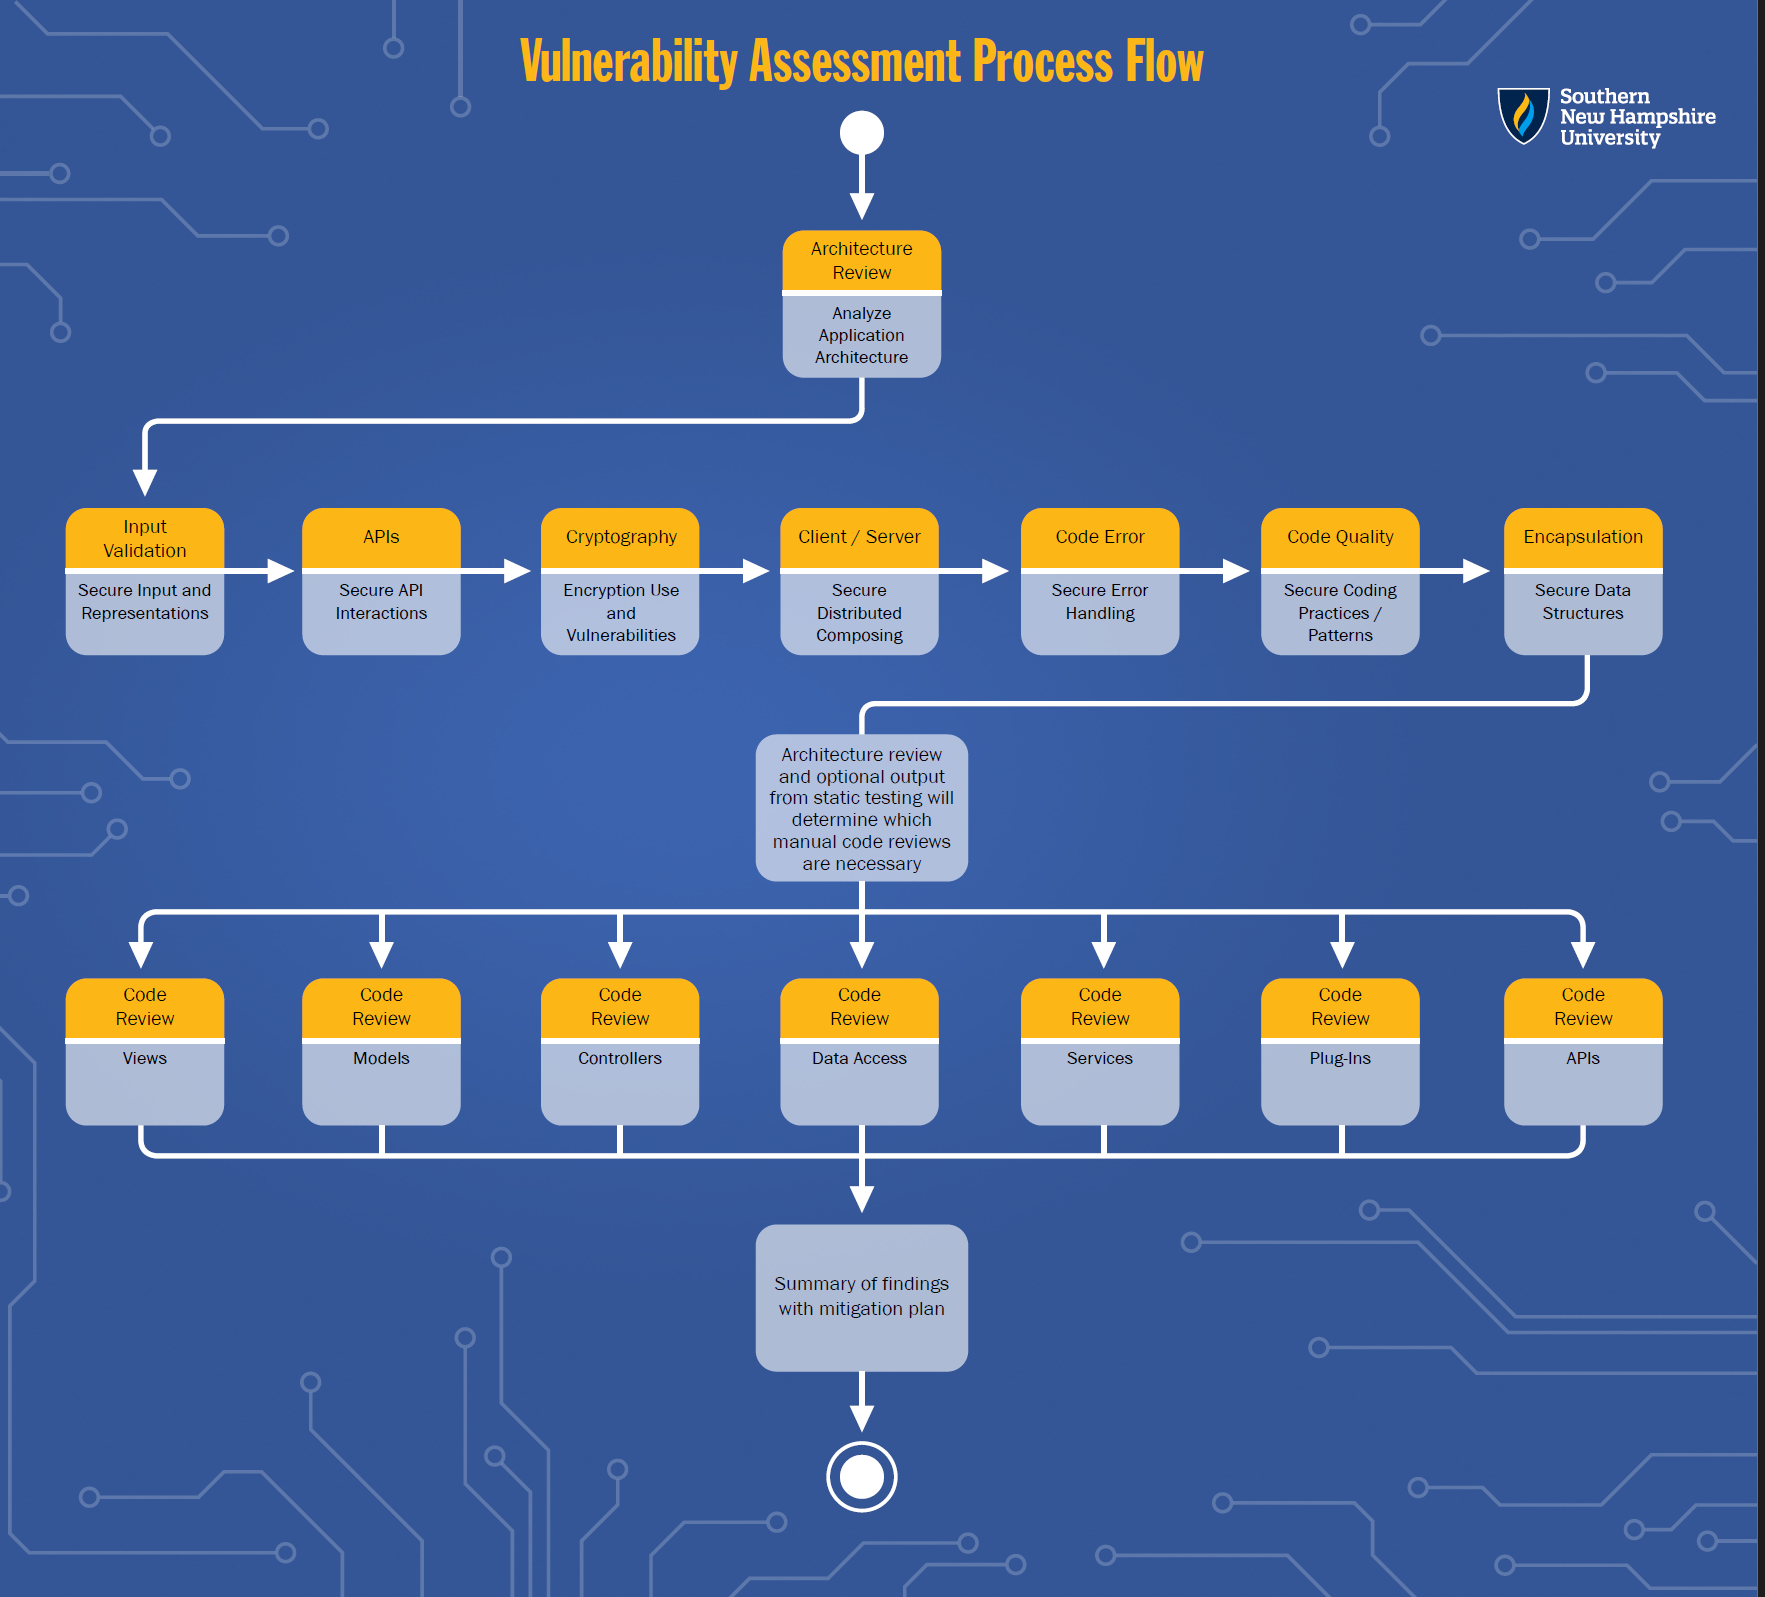 Vulnerability Assessment Process Flow
Southern
New Hampshire
University
Architecture
Review
Analyze
Application
Architecture
Input
Validation
Secure Input and
Representations
APIs
Secure API
Interactions
Cryptography
Encryption Use
and
Vulnerabilities
Client / Server
Secure
Distributed
Composing
Code Error
Secure Error
Handling
Code Quality
Secure Coding
Practices /
Patterns
Encapsulation
Secure Data
Structures
Architecture review
and optional output
from static testing will
determine which
manual code reviews
are necessary
Code
Review
Views
Code
Review
Models
Code
Review
Controllers
Code
Review
Data Access
Code
Review
Services
Code
Review
Plug-Ins
Code
Review
APIs
Summary of findings
with mitigation plan